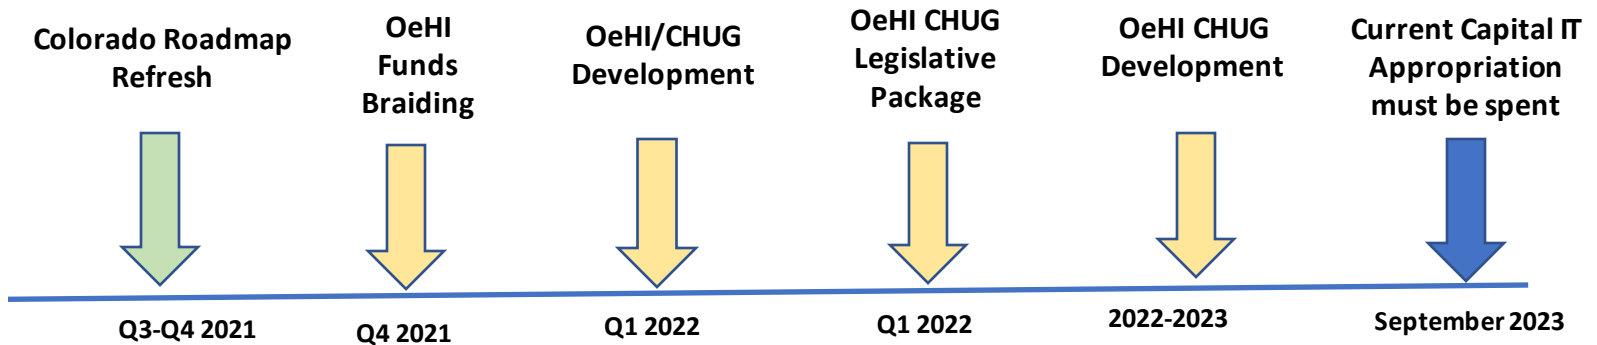 Colorado Roadmap
Refresh
OeHI
Funds
Braiding
OeHI/CHUG
Development
OeHI CHUG
Legislative
Package
OeHI CHUG
Development
Current Capital IT
Appropriation
must be spent
Q3-Q4 2021
Q4 2021
Q1 2022
Q1 2022
2022-2023
September 2023